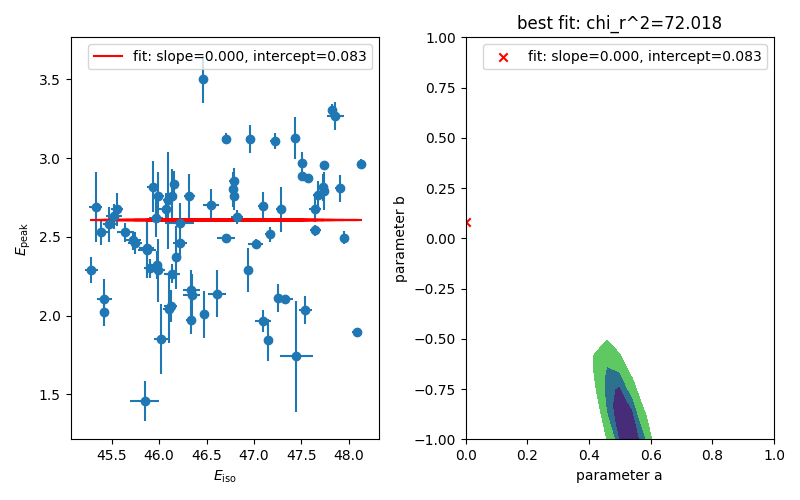 best fit: chi_r^2=72.018
fit: slope=0.000, intercept=0.083
fit: slope=0.000, intercept=0.083
3.5
3.0
2.5
2.0
1.5
E_peak
45.5 46.0 46.5 47.0 47.5 48.0
E_iso
1.00
0.75
0.50
0.25
0.00
−0.25
−0.50
−0.75
−1.00
parameter b
0.0 0.2 0.4 0.6 0.8 1.0
parameter a